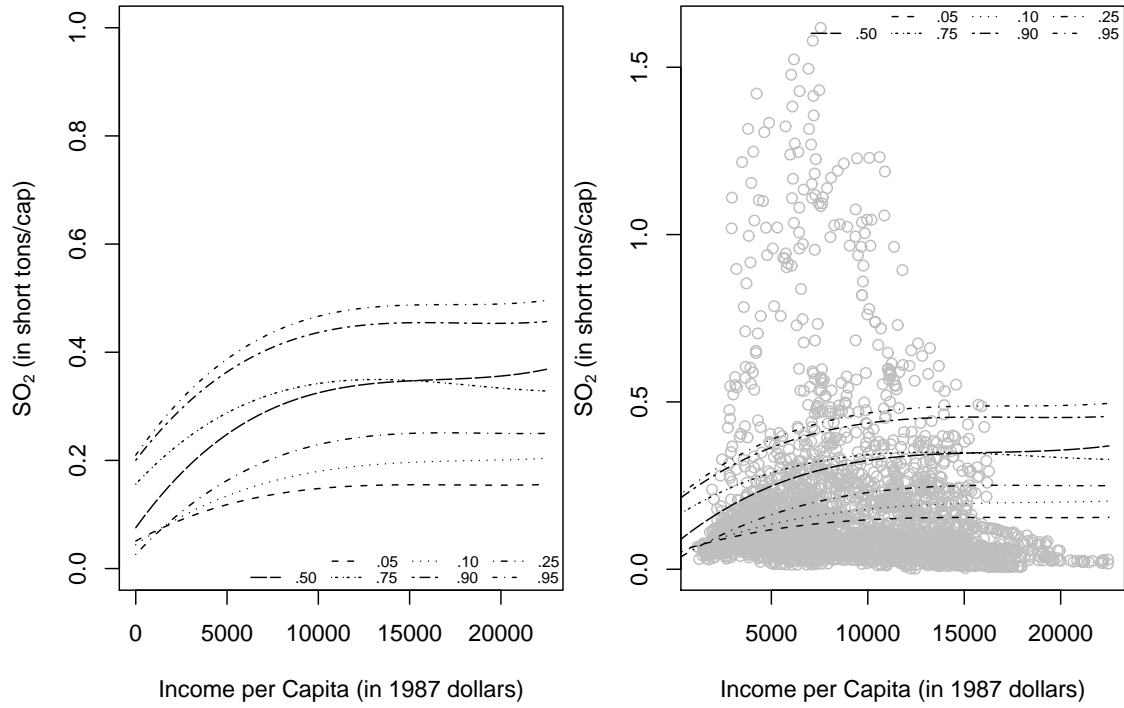 SO2 (in short tons/cap)
1.0
0.8
0.6
0.4
0.2
0.0
.05 .10 .25
.50 .75 .90 .95
0 5000 10000 15000 20000
Income per Capita (in 1987 dollars)
SO2 (in short tons/cap)
1.5
1.0
0.5
0.0
.05 .10 .25
.50 .75 .90 .95
5000 10000 15000 20000
Income per Capita (in 1987 dollars)